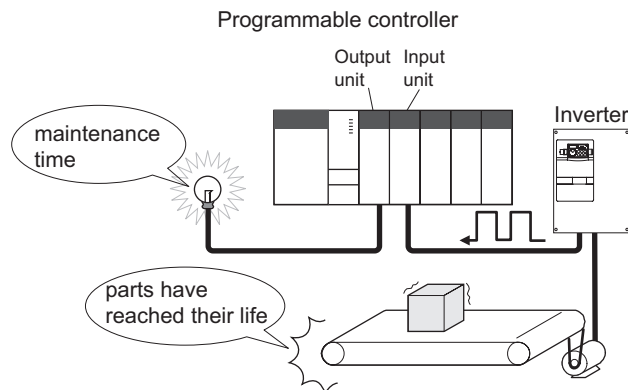 Programmable controller
Output Input
unit unit
Inverter
maintenance
time
parts have
reached their life